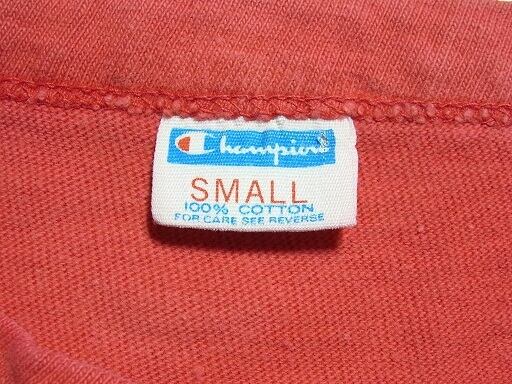 Champion
SMALL
100% COTTON
FOR CARE SEE REVERSE